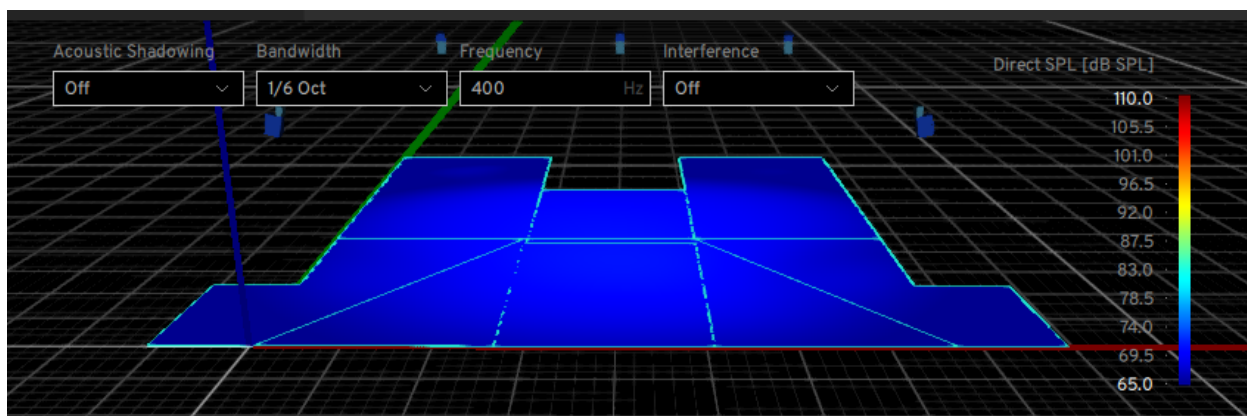 Acoustic Shadowing
Bandwidth
Frequency
Interference
Off
1/6 Oct
400 Hz
Off
Direct SPL [dB SPL]
110.0
105.5
101.0
96.5
92.0
87.5
83.0
78.5
74.0
69.5
65.0